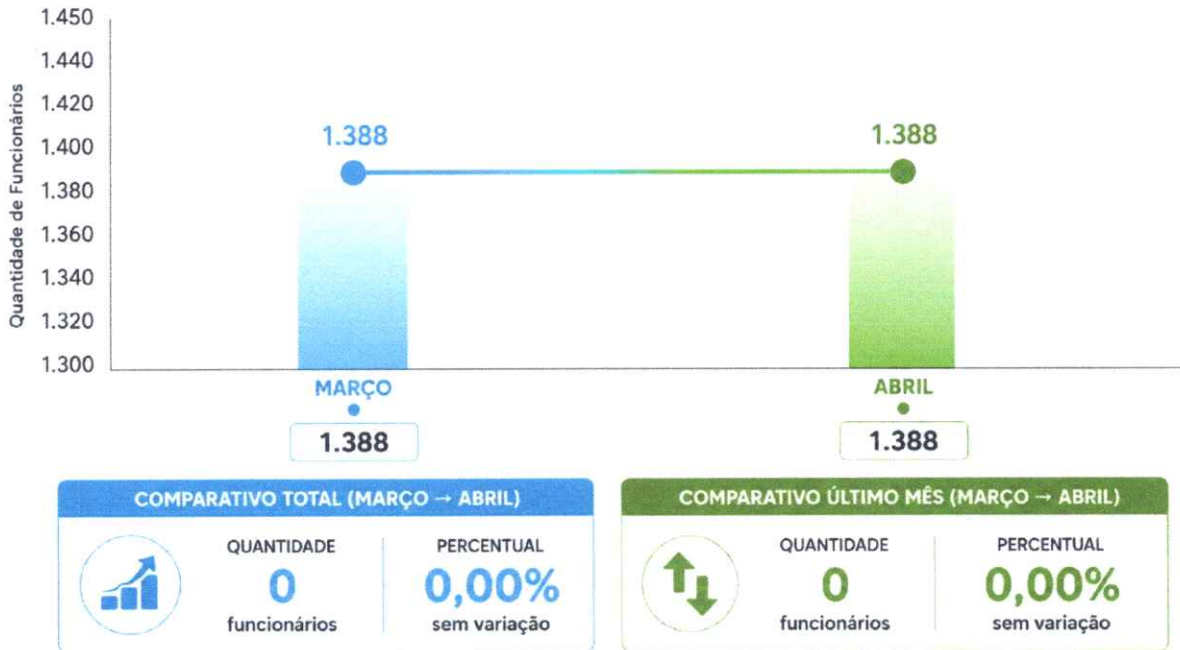 1.450
1.440
1.420
1.400
1.380
1.360
1.340
1.320
1.300
Quantidade de Funcionários
1.388
1.388
MARÇO
ABRIL
1.388
1.388
COMPARATIVO TOTAL (MARÇO → ABRIL)
QUANTIDADE
0
funcionários
PERCENTUAL
0,00%
sem variação
COMPARATIVO ÚLTIMO MÊS (MARÇO → ABRIL)
QUANTIDADE
0
funcionários
PERCENTUAL
0,00%
sem variação